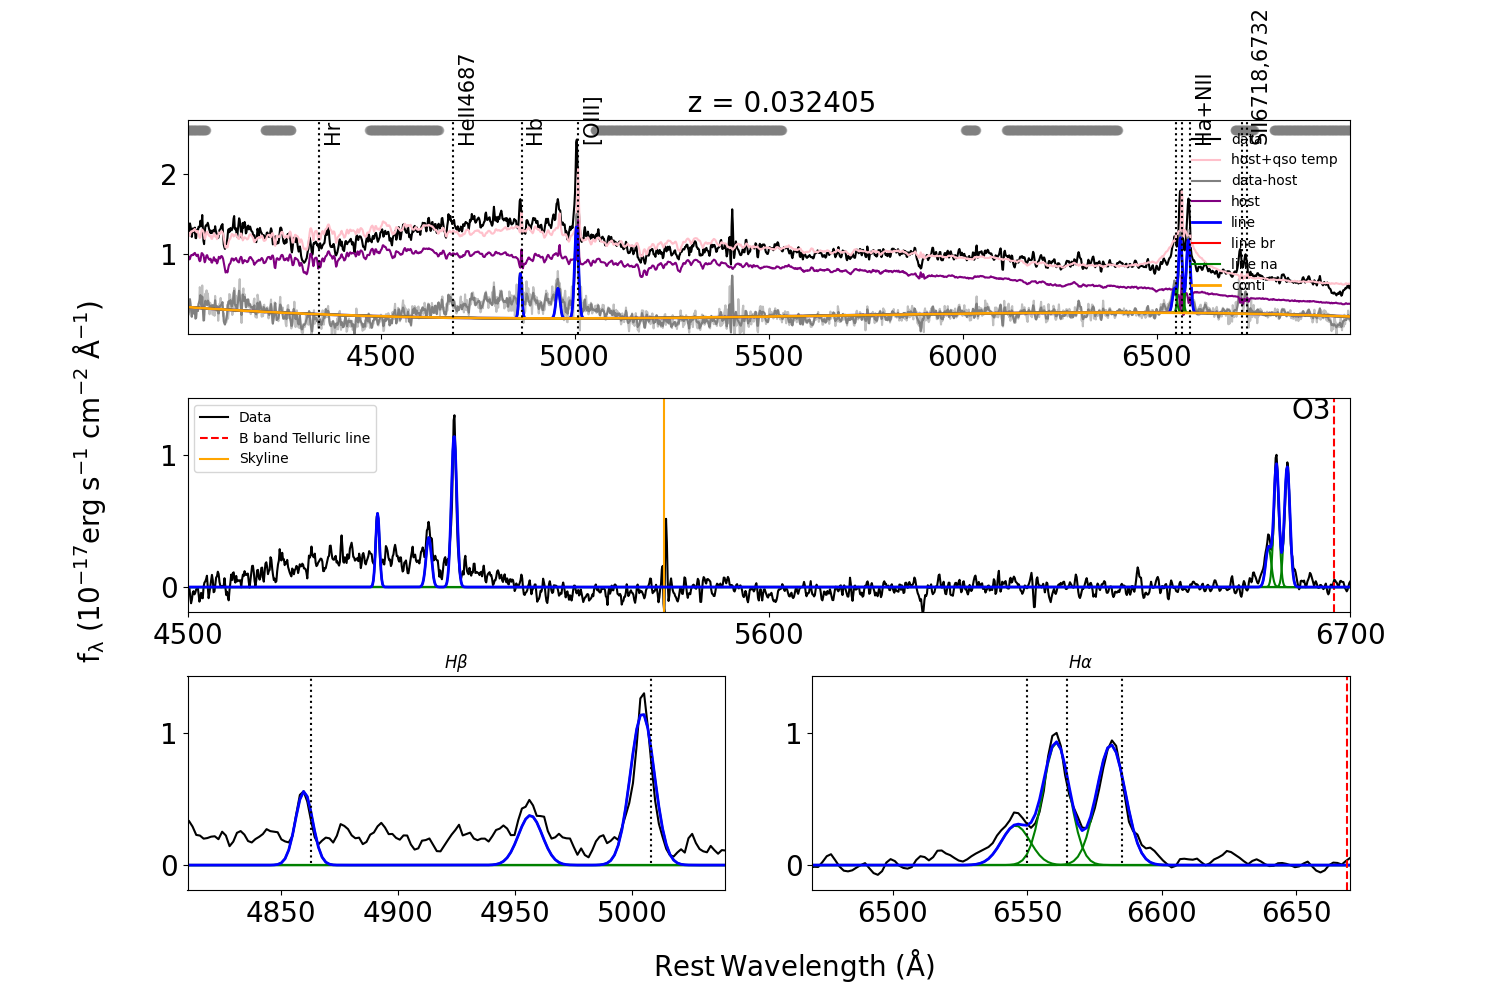 z = 0.032405
Hr
HeII4687
Hb
[OIII]
Ha+NII
SII6718,6732
data
host+qso temp
data-host
host
line
line br
line na
conti
2
1
4500 5000 5500 6000 6500
fλ (10⁻¹⁷erg s⁻¹ cm⁻² Å⁻¹)
Data
B band Telluric line
Skyline
O3
1
0
4500 5600 6700
Hβ
1
0
4850 4900 4950 5000
Hα
1
0
6500 6550 6600 6650
Rest Wavelength (Å)